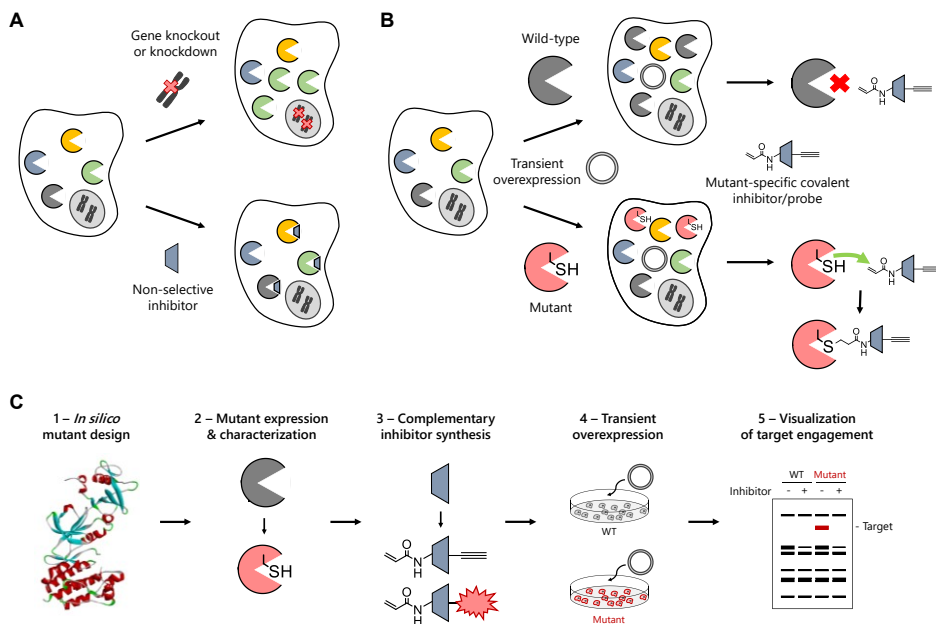 A
Gene knockout
or knockdown
Non-selective
inhibitor
B
Wild-type
Transient
overexpression
SH
SH
SH
Mutant
O
N
H
O
N
H
Mutant-specific covalent
inhibitor/probe
SH
O
N
H
S
O
N
H
C
1 – In silico
mutant design
2 – Mutant expression
& characterization
SH
3 – Complementary
inhibitor synthesis
O
N
H
O
N
H
4 – Transient
overexpression
WT
Mutant
5 – Visualization
of target engagement
WT Mutant
Inhibitor - + - +
- Target